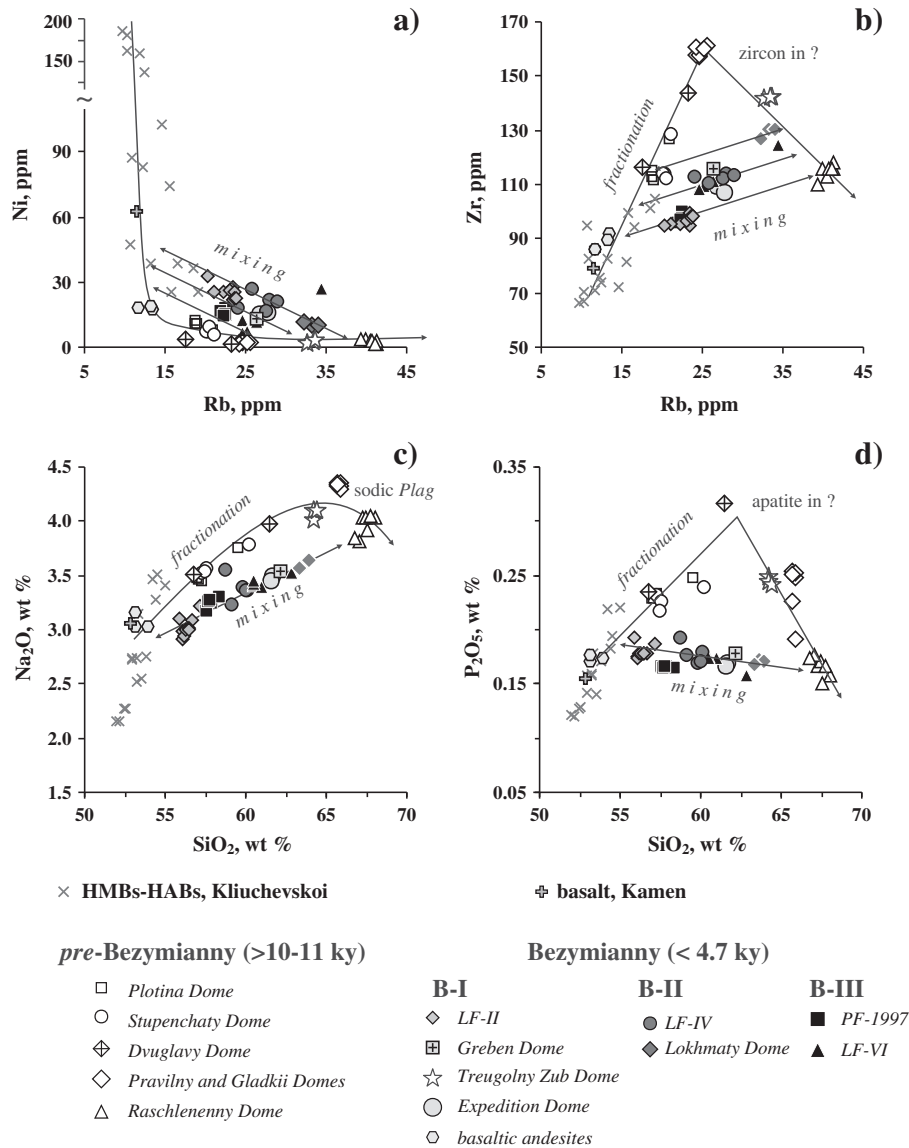 a)
200
150
~
~
90
60
30
0
Ni, ppm
mixing
5 15 25 35 45
Rb, ppm
b)
170
150
130
110
90
70
50
Zr, ppm
zircon in ?
fractionation
mixing
5 15 25 35 45
Rb, ppm
c)
4.5
4.0
3.5
3.0
2.5
2.0
1.5
Na2O, wt %
fractionation
sodic Plag
mixing
50 55 60 65 70
SiO2, wt %
d)
0.35
0.25
0.15
0.05
P2O5, wt %
apatite in ?
fractionation
mixing
50 55 60 65 70
SiO2, wt %
HMBs-HABs, Kliuchevskoi
basalt, Kamen
pre-Bezymianny (>10-11 ky)
Plotina Dome
Stupenchaty Dome
Dvuglavy Dome
Pravilny and Gladkii Domes
Raschlenenny Dome
Bezymianny (< 4.7 ky)
B-I
LF-II
Greben Dome
Treugolny Zub Dome
Expedition Dome
basaltic andesites
B-II
LF-IV
Lokhmaty Dome
B-III
PF-1997
LF-VI